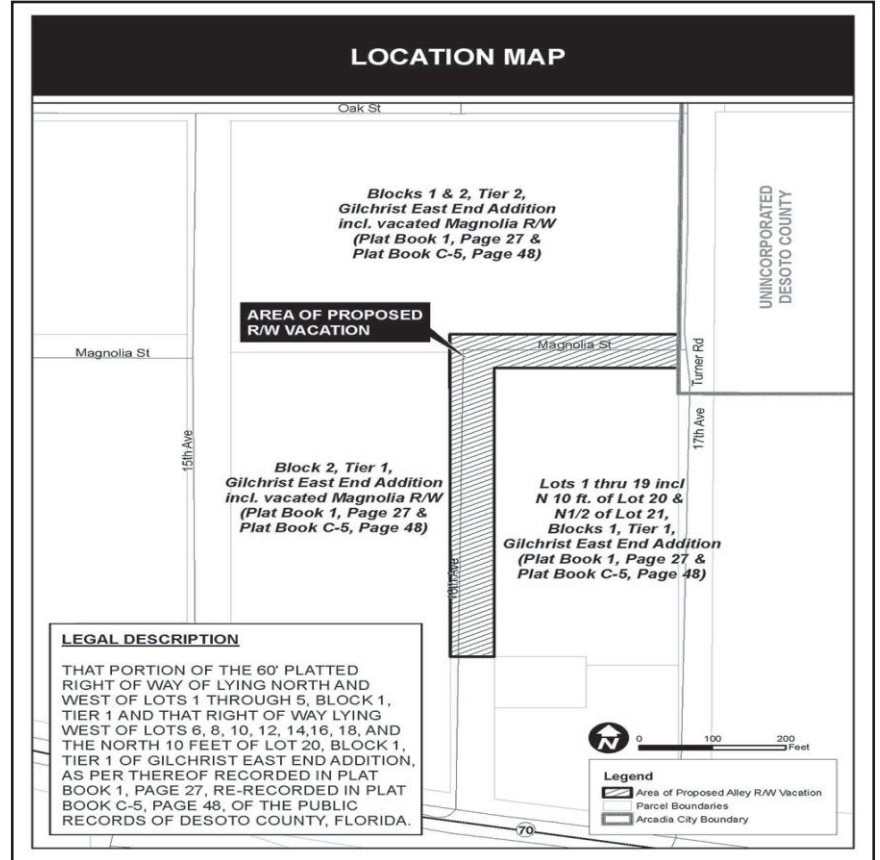 LOCATION MAP
Oak St
Blocks 1 & 2, Tier 2,
Gilchrist East End Addition
incl. vacated Magnolia R/W
(Plat Book 1, Page 27 &
Plat Book C-5, Page 48)
UNINCORPORATED
DESOTO COUNTY
AREA OF PROPOSED
R/W VACATION
Magnolia St
Magnolia St
Turner Rd
15th Ave
17th Ave
Block 2, Tier 1,
Gilchrist East End Addition
incl. vacated Magnolia R/W
(Plat Book 1, Page 27 &
Plat Book C-5, Page 48)
Lots 1 thru 19 incl
N 10 ft. of Lot 20 &
N1/2 of Lot 21,
Blocks 1, Tier 1,
Gilchrist East End Addition
(Plat Book 1, Page 27 &
Plat Book C-5, Page 48)
16th Ave
LEGAL DESCRIPTION
THAT PORTION OF THE 60' PLATTED
RIGHT OF WAY OF LYING NORTH AND
WEST OF LOTS 1 THROUGH 5, BLOCK 1,
TIER 1 AND THAT RIGHT OF WAY LYING
WEST OF LOTS 6, 8, 10, 12, 14,16, 18, AND
THE NORTH 10 FEET OF LOT 20, BLOCK 1,
TIER 1 OF GILCHRIST EAST END ADDITION,
AS PER THEREOF RECORDED IN PLAT
BOOK 1, PAGE 27, RE-RECORDED IN PLAT
BOOK C-5, PAGE 48, OF THE PUBLIC
RECORDS OF DESOTO COUNTY, FLORIDA.
N
0 100 200
Feet
Legend
Area of Proposed Alley R/W Vacation
Parcel Boundaries
Arcadia City Boundary
70